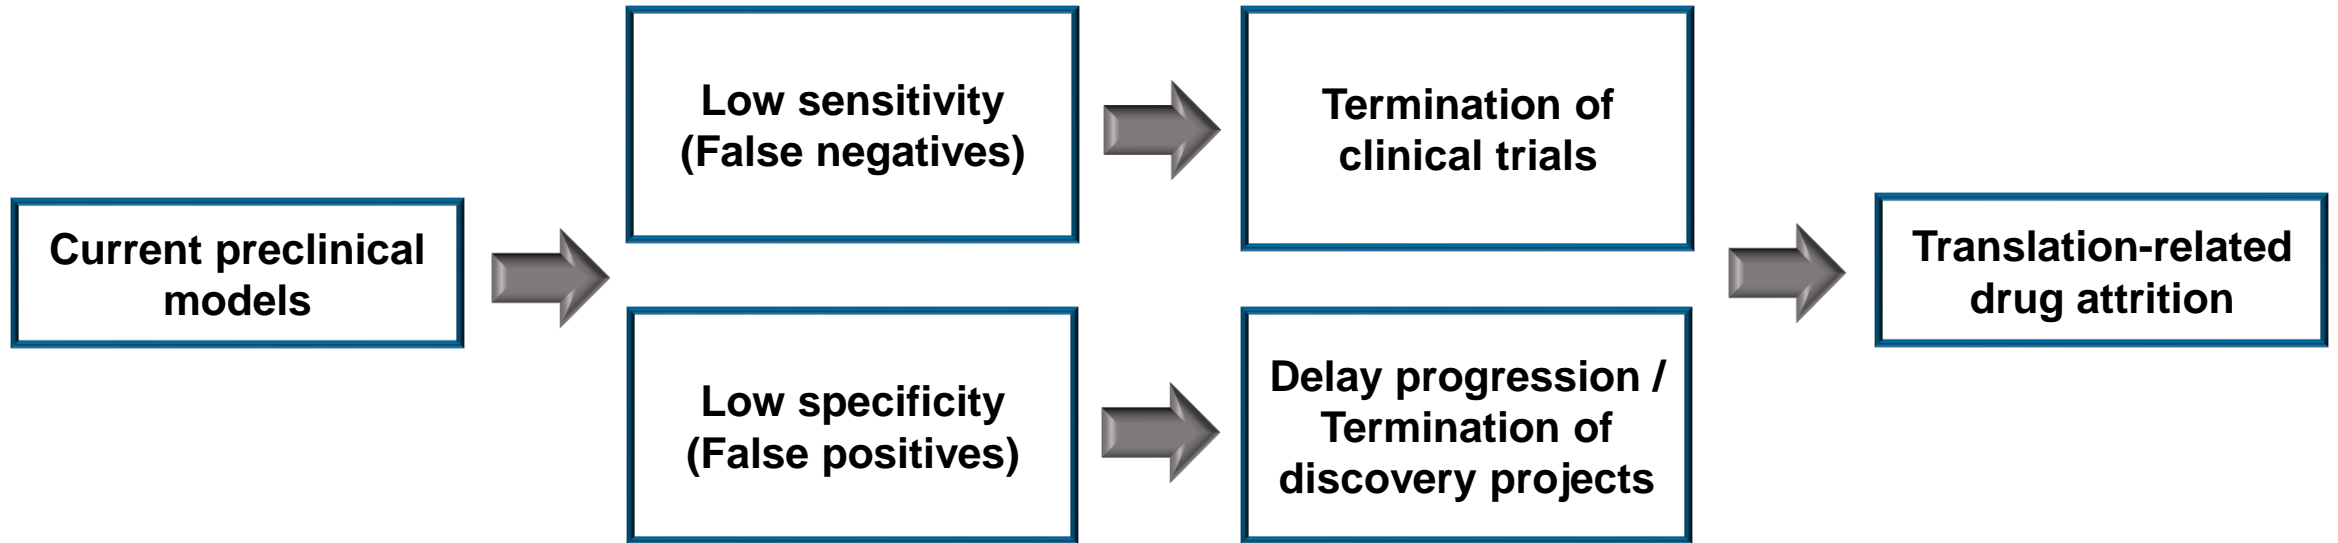 Current preclinical
models
Low sensitivity
(False negatives)
Termination of
clinical trials
Low specificity
(False positives)
Delay progression /
Termination of
discovery projects
Translation-related
drug attrition